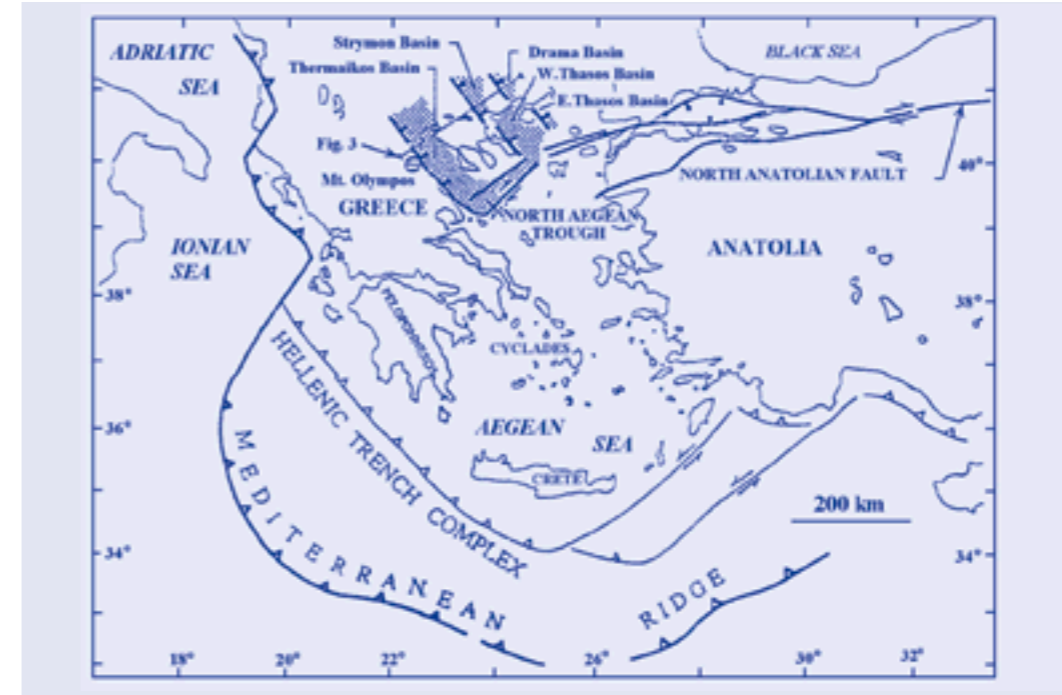 ADRIATIC
SEA
Strymon Basin
Drama Basin
BLACK SEA
Thermaikos Basin
W.Thasos Basin
E.Thasos Basin
Fig. 3
40°
Mt. Olympos
NORTH ANATOLIAN FAULT
GREECE
NORTH AEGEAN
TROUGH
ANATOLIA
IONIAN
SEA
38°
38°
PELOPONNESOS
CYCLADES
HELLENIC TRENCH COMPLEX
36°
AEGEAN
SEA
CRETE
MEDITERRANEAN
RIDGE
200 km
34°
34°
18°
20°
22°
26°
30°
32°